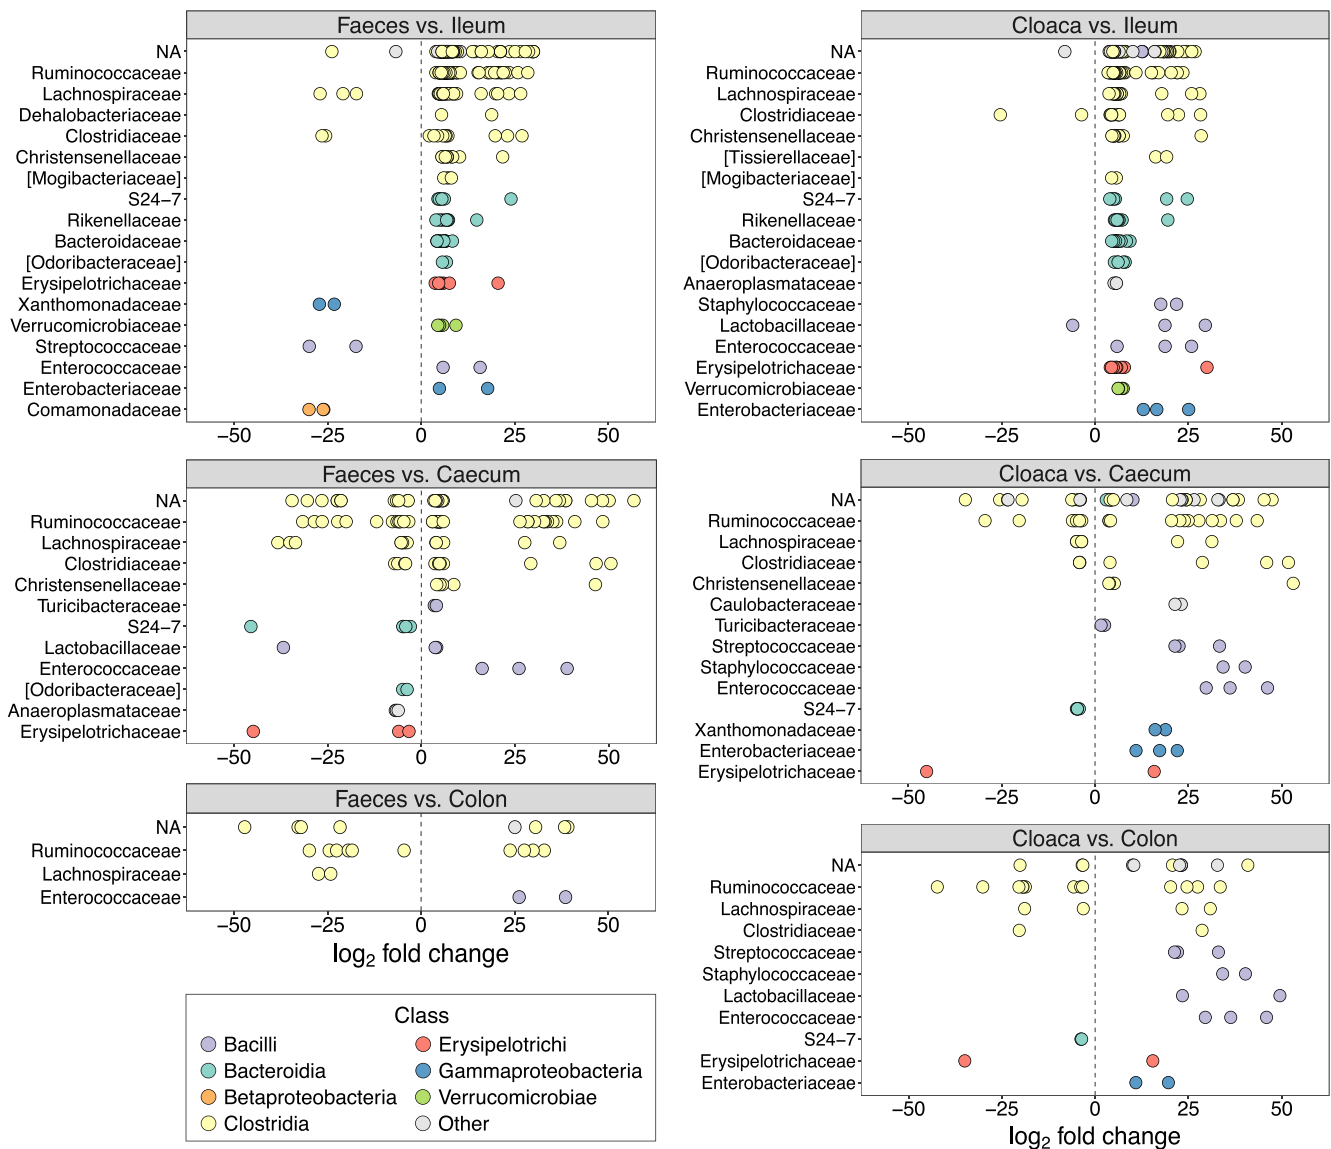 Faeces vs. Ileum
NA
Ruminococcaceae
Lachnospiraceae
Dehalobacteriaceae
Clostridiaceae
Christensenellaceae
[Mogibacteriaceae]
S24−7
Rikenellaceae
Bacteroidaceae
[Odoribacteraceae]
Erysipelotrichaceae
Xanthomonadaceae
Verrucomicrobiaceae
Streptococcaceae
Enterococcaceae
Enterobacteriaceae
Comamonadaceae
−50 −25 0 25 50
Faeces vs. Caecum
NA
Ruminococcaceae
Lachnospiraceae
Clostridiaceae
Christensenellaceae
Turicibacteraceae
S24−7
Lactobacillaceae
Enterococcaceae
[Odoribacteraceae]
Anaeroplasmataceae
Erysipelotrichaceae
−50 −25 0 25 50
Faeces vs. Colon
NA
Ruminococcaceae
Lachnospiraceae
Enterococcaceae
−50 −25 0 25 50
log2 fold change
Class
Bacilli
Bacteroidia
Betaproteobacteria
Clostridia
Erysipelotrichi
Gammaproteobacteria
Verrucomicrobiae
Other
Cloaca vs. Ileum
NA
Ruminococcaceae
Lachnospiraceae
Clostridiaceae
Christensenellaceae
[Tissierellaceae]
[Mogibacteriaceae]
S24−7
Rikenellaceae
Bacteroidaceae
[Odoribacteraceae]
Anaeroplasmataceae
Staphylococcaceae
Lactobacillaceae
Enterococcaceae
Erysipelotrichaceae
Verrucomicrobiaceae
Enterobacteriaceae
−50 −25 0 25 50
Cloaca vs. Caecum
NA
Ruminococcaceae
Lachnospiraceae
Clostridiaceae
Christensenellaceae
Caulobacteraceae
Turicibacteraceae
Streptococcaceae
Staphylococcaceae
Enterococcaceae
S24−7
Xanthomonadaceae
Enterobacteriaceae
Erysipelotrichaceae
−50 −25 0 25 50
Cloaca vs. Colon
NA
Ruminococcaceae
Lachnospiraceae
Clostridiaceae
Streptococcaceae
Staphylococcaceae
Lactobacillaceae
Enterococcaceae
S24−7
Erysipelotrichaceae
Enterobacteriaceae
−50 −25 0 25 50
log2 fold change